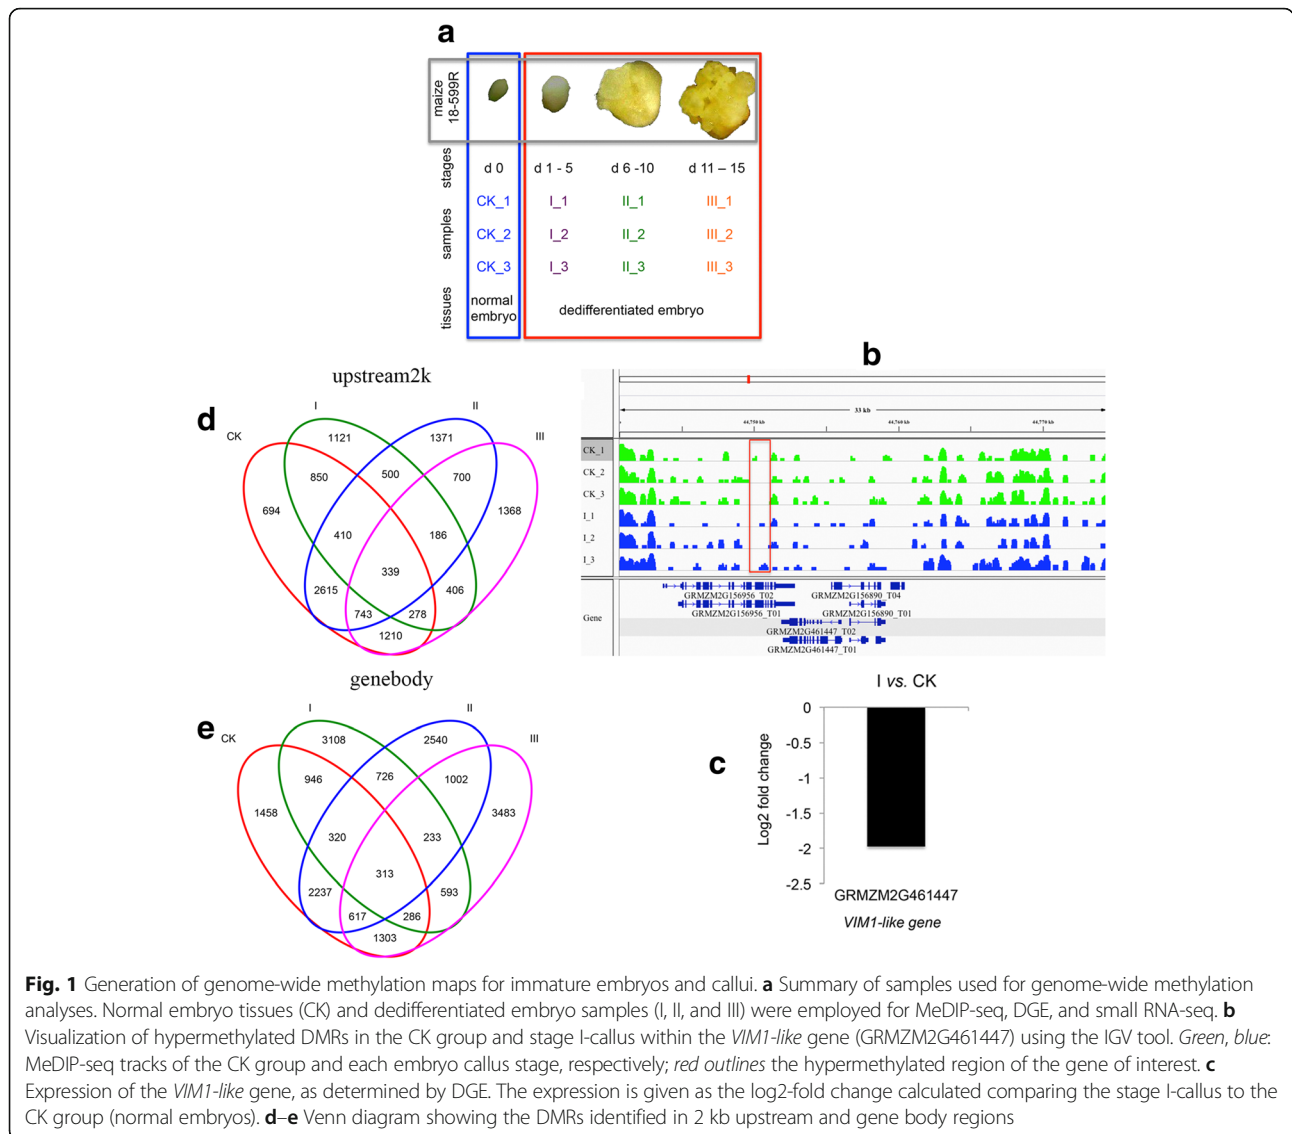 a
maize
18-599R
stages
d 0
d 1 - 5
d 6 -10
d 11 – 15
samples
CK_1
I_1
II_1
III_1
CK_2
I_2
II_2
III_2
CK_3
I_3
II_3
III_3
tissues
normal
embryo
dedifferentiated embryo
b
33 kb
44,750 kb
44,760 kb
44,770 kb
CK_1
CK_2
CK_3
I_1
I_2
I_3
Gene
GRMZM2G156956_T02
GRMZM2G156890_T04
GRMZM2G156956_T01
GRMZM2G156890_T01
GRMZM2G461447_T02
GRMZM2G461447_T01
d
upstream2k
CK
I
II
III
1121
1371
850
500
700
694
1368
410
186
339
2615
406
743
278
1210
e
genebody
CK
I
II
III
3108
2540
946
726
1002
1458
3483
320
233
313
2237
593
617
286
1303
c
I vs. CK
Log2 fold change
0
-0.5
-1
-1.5
-2
-2.5
GRMZM2G461447
VIM1-like gene
Fig. 1 Generation of genome-wide methylation maps for immature embryos and callui. a Summary of samples used for genome-wide methylation
analyses. Normal embryo tissues (CK) and dedifferentiated embryo samples (I, II, and III) were employed for MeDIP-seq, DGE, and small RNA-seq. b
Visualization of hypermethylated DMRs in the CK group and stage I-callus within the VIM1-like gene (GRMZM2G461447) using the IGV tool. Green, blue:
MeDIP-seq tracks of the CK group and each embryo callus stage, respectively; red outlines the hypermethylated region of the gene of interest. c
Expression of the VIM1-like gene, as determined by DGE. The expression is given as the log2-fold change calculated comparing the stage I-callus to the
CK group (normal embryos). d–e Venn diagram showing the DMRs identified in 2 kb upstream and gene body regions